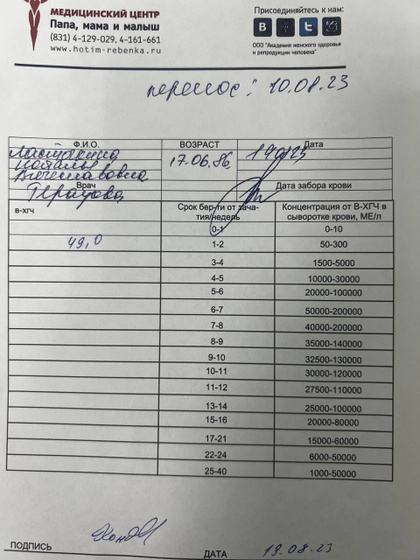 МЕДИЦИНСКИЙ ЦЕНТР
Папа, мама и малыш
(831) 4-129-029, 4-161-661
www.hotim-rebenka.ru
Присоединяйтесь к нам:
ООО "Академия женского здоровья
и репродукции человека"
перенос: 10.08.23
Ф.И.О. ВОЗРАСТ Дата
Наталья 17.06.86
Вячеславовна
Врач Дата забора крови
в-хгч Срок бер-ти от зача- Концентрация от В-ХГЧ в
тия/недель сыворотке крови, МЕ/л
0-1 0-10
49,0 1-2 50-300
3-4 1500-5000
4-5 10000-30000
5-6 20000-100000
6-7 50000-200000
7-8 40000-200000
8-9 35000-140000
9-10 32500-130000
10-11 30000-120000
11-12 27500-110000
13-14 25000-100000
15-16 20000-80000
17-21 15000-60000
22-24 6000-50000
25-40 1000-50000
ПОДПИСЬ ДАТА 19.08.23